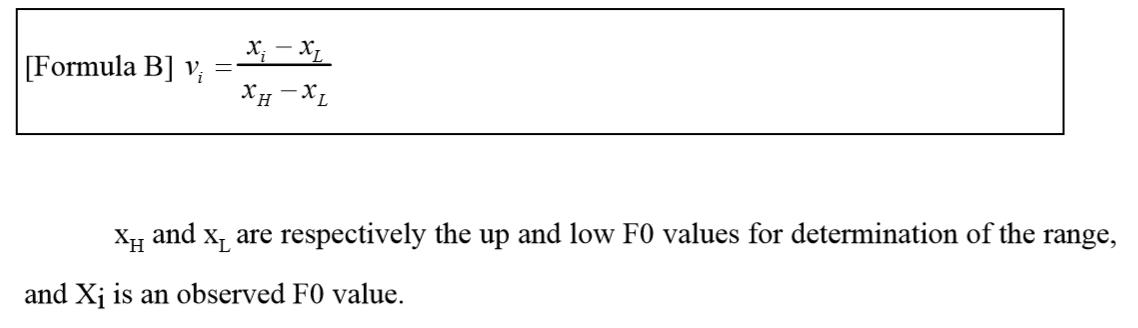 [Formula B] v_i = (x_i − x_L) / (x_H − x_L)
x_H and x_L are respectively the up and low F0 values for determination of the range,
and X_i is an observed F0 value.